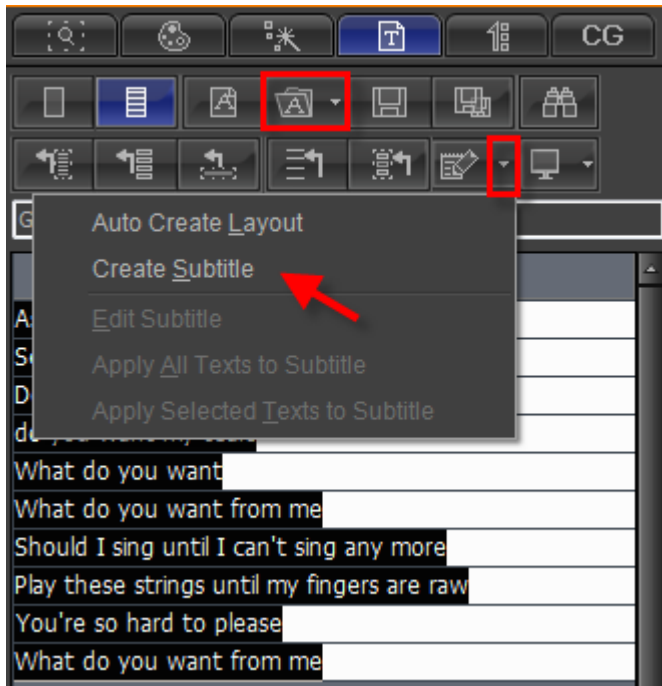 CG
Auto Create Layout
Create Subtitle
Edit Subtitle
Apply All Texts to Subtitle
Apply Selected Texts to Subtitle
What do you want
What do you want from me
Should I sing until I can't sing any more
Play these strings until my fingers are raw
You're so hard to please
What do you want from me